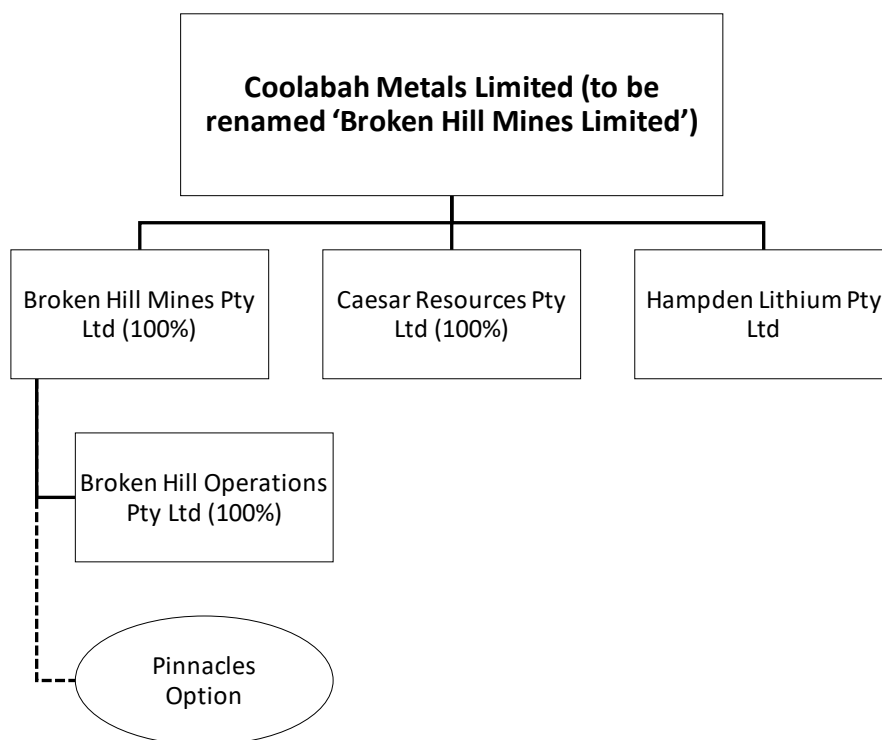 Coolabah Metals Limited (to be
renamed ‘Broken Hill Mines Limited’)
Broken Hill Mines Pty
Ltd (100%)
Caesar Resources Pty
Ltd (100%)
Hampden Lithium Pty
Ltd
Broken Hill Operations
Pty Ltd (100%)
Pinnacles
Option